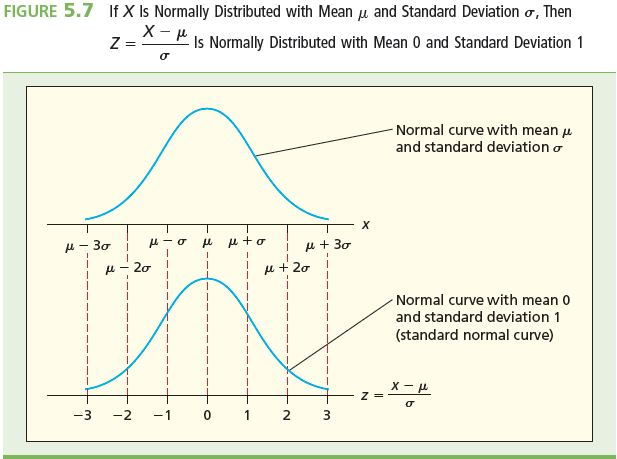 FIGURE 5.7 If X Is Normally Distributed with Mean μ and Standard Deviation σ, Then
Z = X − μ / σ Is Normally Distributed with Mean 0 and Standard Deviation 1
Normal curve with mean μ
and standard deviation σ
x
μ − 3σ μ − σ μ μ + σ μ + 3σ
μ − 2σ μ + 2σ
Normal curve with mean 0
and standard deviation 1
(standard normal curve)
z = x − μ / σ
−3 −2 −1 0 1 2 3